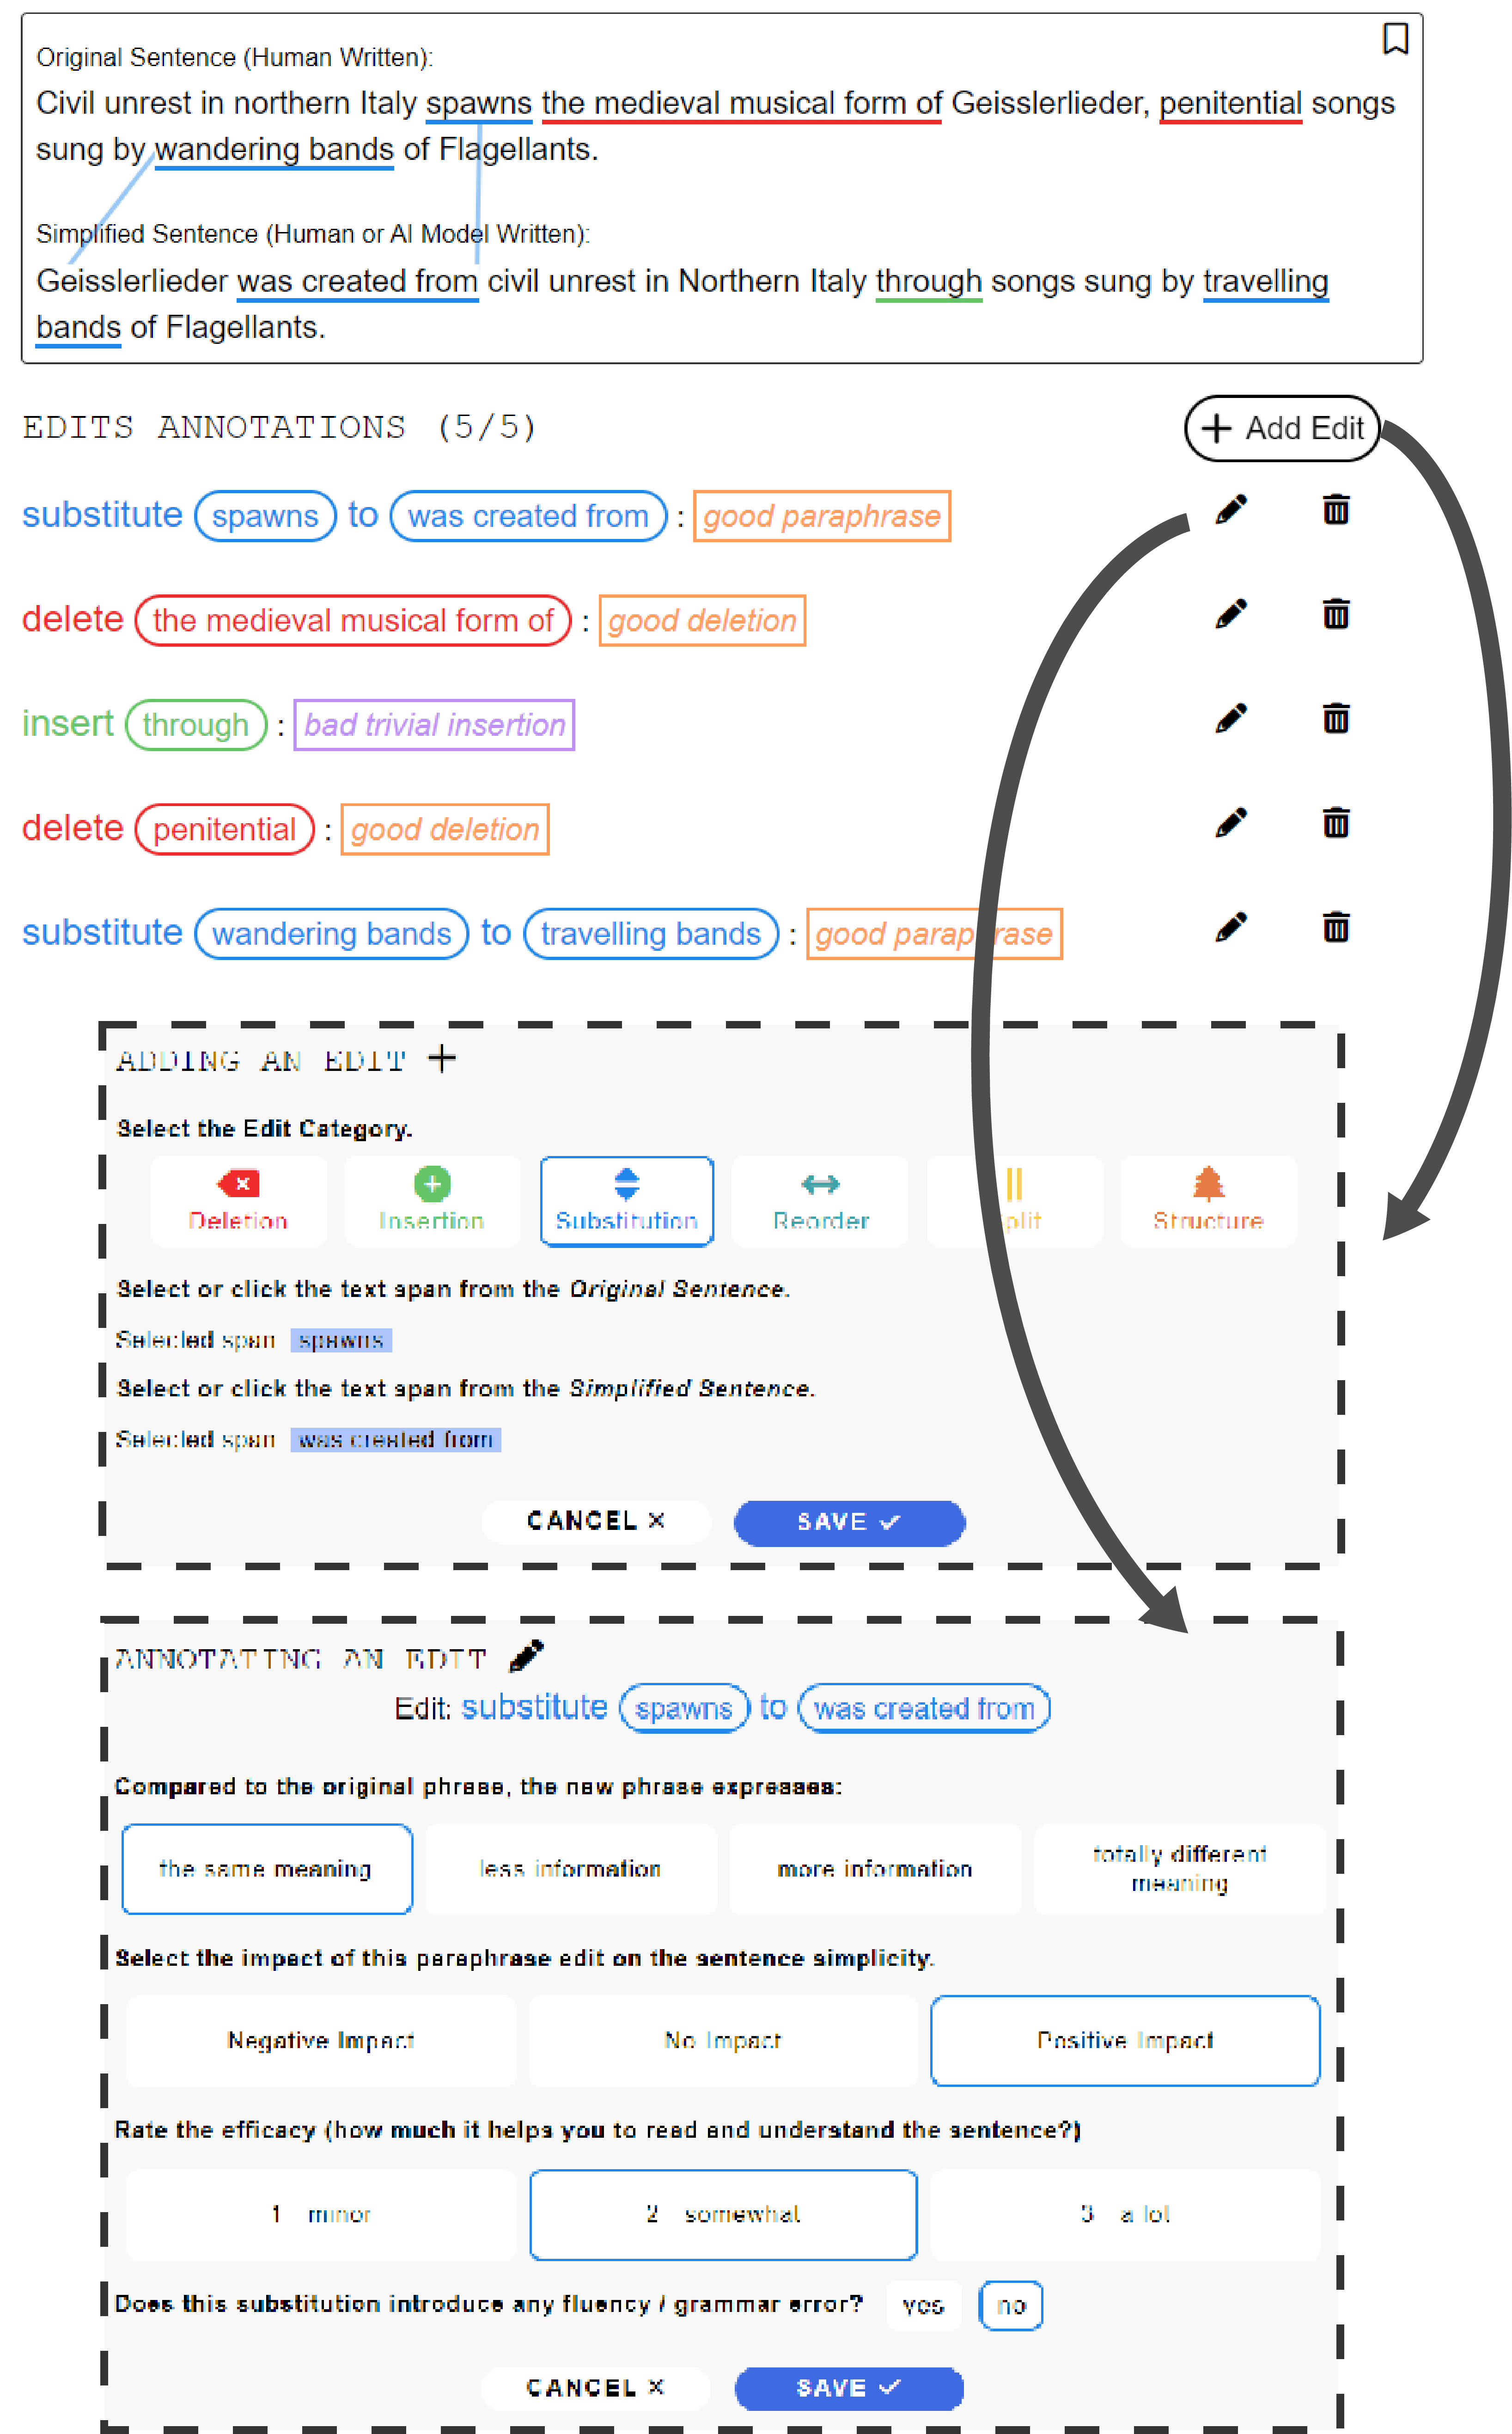 Original Sentence (Human Written):
Civil unrest in northern Italy spawns the medieval musical form of Geisslerlieder, penitential songs
sung by wandering bands of Flagellants.
Simplified Sentence (Human or AI Model Written):
Geisslerlieder was created from civil unrest in Northern Italy through songs sung by travelling
bands of Flagellants.
EDITS ANNOTATIONS (5/5)
+ Add Edit
substitute spawns to was created from : good paraphrase
delete the medieval musical form of : good deletion
insert through : bad trivial insertion
delete penitential : good deletion
substitute wandering bands to travelling bands : good paraphrase
ADDING AN EDIT +
Select the Edit Category.
Deletion Insertion Substitution Reorder plit Structure
Select or click the text span from the Original Sentence.
Selected span spawns
Select or click the text span from the Simplified Sentence.
Selected span was created from
CANCEL × SAVE ✓
ANNOTATING AN EDIT
Edit: substitute spawns to was created from
Compared to the original phrase, the new phrase expresses:
the same meaning less information more information totally different
meaning
Select the impact of this paraphrase edit on the sentence simplicity.
Negative Impact No Impact Positive Impact
Rate the efficacy (how much it helps you to read and understand the sentence?)
1 minor 2 somewhat 3 a lot
Does this substitution introduce any fluency / grammar error? yes no
CANCEL × SAVE ✓